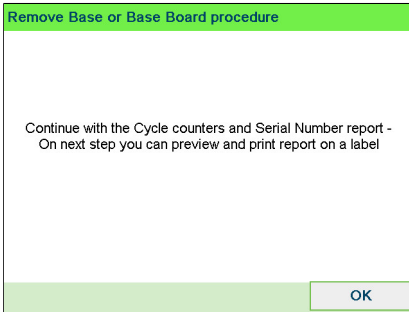 Remove Base or Base Board procedure
Continue with the Cycle counters and Serial Number report -
On next step you can preview and print report on a label
OK